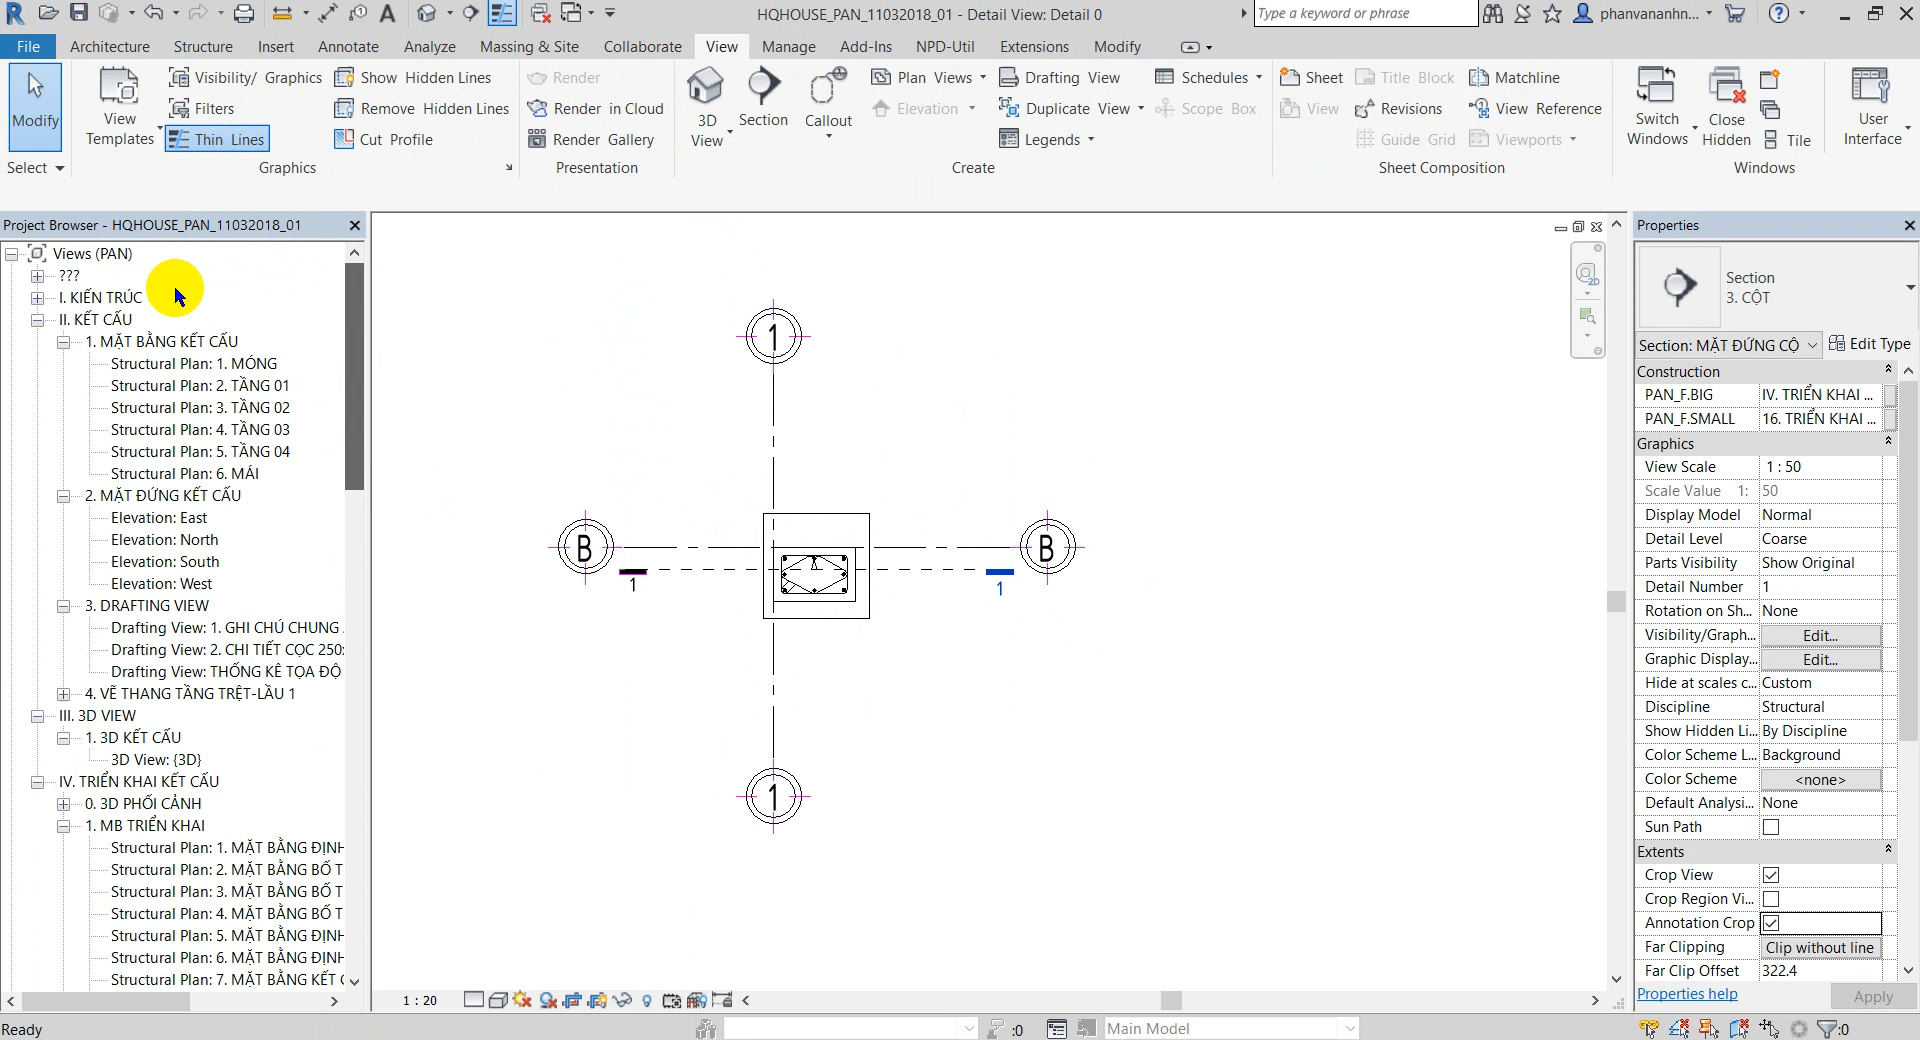 HQHOUSE_PAN_11032018_01 - Detail View: Detail 0
Type a keyword or phrase
phanvananhn...
File Architecture Structure Insert Annotate Analyze Massing & Site Collaborate View Manage Add-Ins NPD-Util Extensions Modify
Modify
Select
View Templates
Visibility/ Graphics
Filters
Thin Lines
Show Hidden Lines
Remove Hidden Lines
Cut Profile
Graphics
Render
Render in Cloud
Render Gallery
Presentation
3D View
Section
Callout
Plan Views
Elevation
Drafting View
Duplicate View
Legends
Schedules
Scope Box
Create
Sheet
View
Title Block
Revisions
Guide Grid
Matchline
View Reference
Viewports
Sheet Composition
Switch Windows
Close Hidden
Tile
Windows
User Interface
Project Browser - HQHOUSE_PAN_11032018_01
Views (PAN)
???
I. KIẾN TRÚC
II. KẾT CẤU
1. MẶT BẰNG KẾT CẤU
Structural Plan: 1. MÓNG
Structural Plan: 2. TẦNG 01
Structural Plan: 3. TẦNG 02
Structural Plan: 4. TẦNG 03
Structural Plan: 5. TẦNG 04
Structural Plan: 6. MÁI
2. MẶT ĐỨNG KẾT CẤU
Elevation: East
Elevation: North
Elevation: South
Elevation: West
3. DRAFTING VIEW
Drafting View: 1. GHI CHÚ CHUNG
Drafting View: 2. CHI TIẾT CỌC 250
Drafting View: THỐNG KÊ TỌA ĐỘ
4. VẼ THANG TẦNG TRỆT-LẦU 1
III. 3D VIEW
1. 3D KẾT CẤU
3D View: {3D}
IV. TRIỂN KHAI KẾT CẤU
0. 3D PHỐI CẢNH
1. MB TRIỂN KHAI
Structural Plan: 1. MẶT BẰNG ĐỊNH
Structural Plan: 2. MẶT BẰNG BỐ T
Structural Plan: 3. MẶT BẰNG BỐ T
Structural Plan: 4. MẶT BẰNG BỐ T
Structural Plan: 5. MẶT BẰNG ĐỊNH
Structural Plan: 6. MẶT BẰNG ĐỊNH
Structural Plan: 7. MẶT BẰNG KẾT
1
B B
1 1
1
2D
1 : 20
Properties
Section
3. CỘT
Section: MẶT ĐỨNG CỘ
Edit Type
Construction
PAN_F.BIG IV. TRIỂN KHAI ...
PAN_F.SMALL 16. TRIỂN KHAI ...
Graphics
View Scale 1 : 50
Scale Value 1: 50
Display Model Normal
Detail Level Coarse
Parts Visibility Show Original
Detail Number 1
Rotation on Sh... None
Visibility/Graph... Edit...
Graphic Display... Edit...
Hide at scales c... Custom
Discipline Structural
Show Hidden Li... By Discipline
Color Scheme L... Background
Color Scheme <none>
Default Analysi... None
Sun Path
Extents
Crop View
Crop Region Vi...
Annotation Crop
Far Clipping Clip without line
Far Clip Offset 322.4
Properties help
Apply
Ready
:0
Main Model
:0